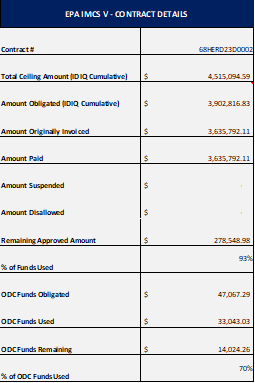 EPA IMCS V - CONTRACT DETAILS
Contract # 68HERD23D0002
Total Ceiling Amount (IDIQ Cumulative) $ 4,515,094.59
Amount Obligated (IDIQ Cumulative) $ 3,902,816.83
Amount Originally Invoiced $ 3,635,792.11
Amount Paid $ 3,635,792.11
Amount Suspended $ -
Amount Disallowed $ -
Remaining Approved Amount $ 278,548.98
% of Funds Used 93%
ODC Funds Obligated $ 47,067.29
ODC Funds Used $ 33,043.03
ODC Funds Remaining $ 14,024.26
% of ODC Funds Used 70%